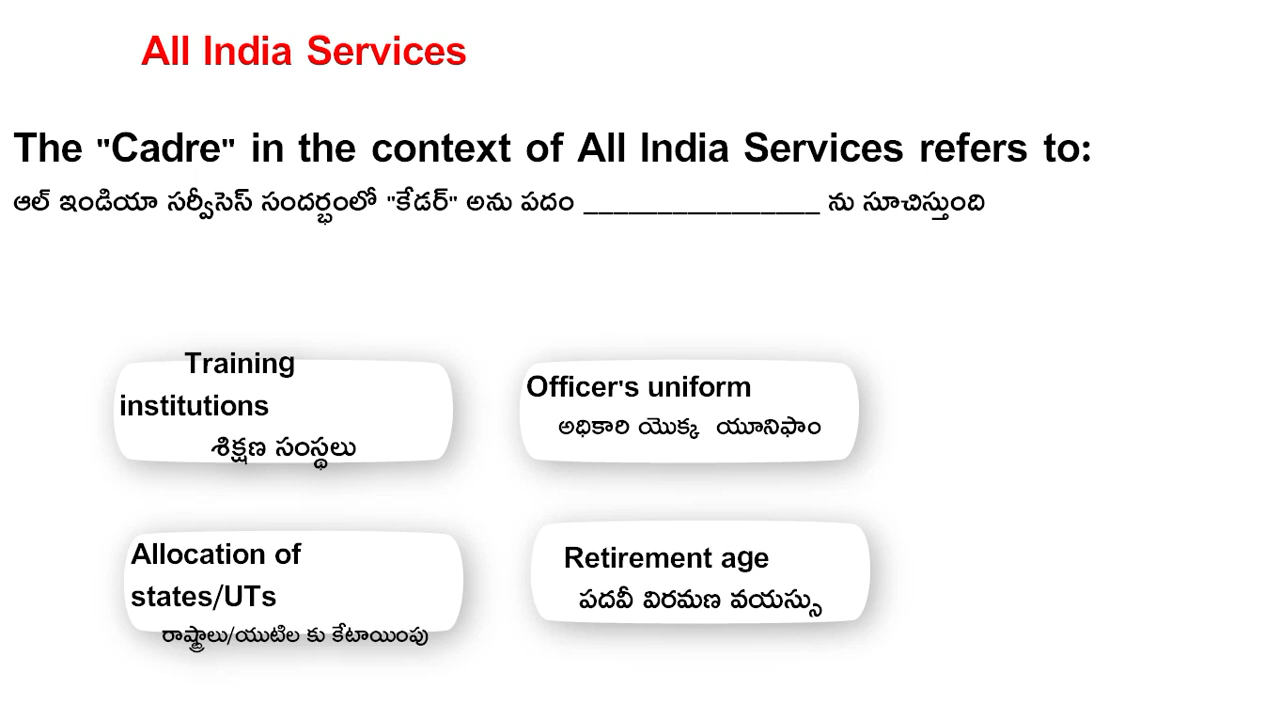 All India Services
The "Cadre" in the context of All India Services refers to:
ఆల్ ఇండియా సర్వీసెస్ సందర్భంలో "కేడర్" అను పదం ________________ ను సూచిస్తుంది
Training
institutions
శిక్షణ సంస్థలు
Officer's uniform
అధికారి యొక్క యూనిఫాం
Allocation of
states/UTs
రాష్ట్రాలు/యుటిల కు కేటాయింపు
Retirement age
పదవీ విరమణ వయస్సు